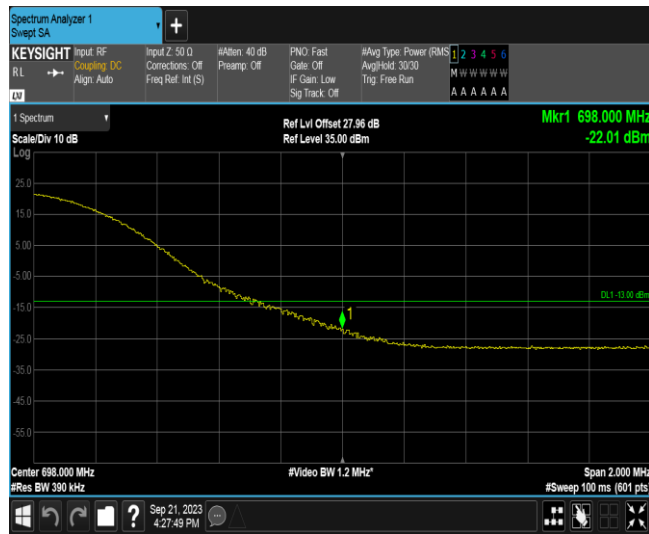 Spectrum Analyzer 1
Swept SA
+
KEYSIGHT
RL
LXI
Input: RF
Coupling: DC
Align: Auto
Input Z: 50 Ω
Corrections: Off
Freq Ref: Int (S)
#Atten: 40 dB
Preamp: Off
PNO: Fast
Gate: Off
IF Gain: Low
Sig Track: Off
#Avg Type: Power (RMS
Avg|Hold: 30/30
Trig: Free Run
1 2 3 4 5 6
M W W W W W
A A A A A A
1 Spectrum
Scale/Div 10 dB
Log
Ref Lvl Offset 27.96 dB
Ref Level 35.00 dBm
Mkr1 698.000 MHz
-22.01 dBm
25.0
15.0
5.00
-5.00
-15.0
-25.0
-35.0
-45.0
-55.0
DL1 -13.00 dBm
1
Center 698.000 MHz
#Res BW 390 kHz
#Video BW 1.2 MHz*
Span 2.000 MHz
#Sweep 100 ms (601 pts
?
Sep 21, 2023
4:27:49 PM